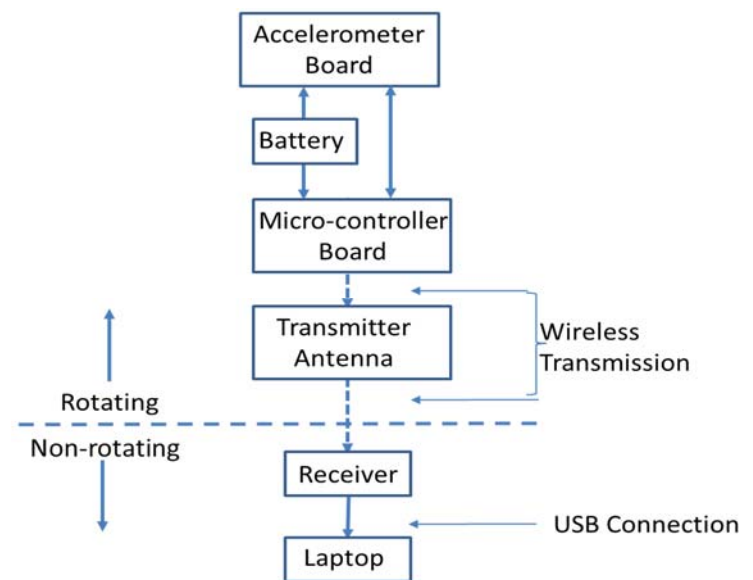 Accelerometer
Board
Battery
Micro-controller
Board
Transmitter
Antenna
Wireless
Transmission
Rotating
Non-rotating
Receiver
USB Connection
Laptop